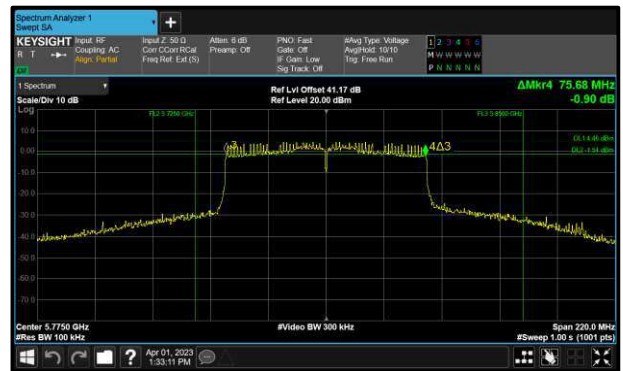 Spectrum Analyzer 1
Swept SA
KEYSIGHT Input: RF Input Z: 50 Ω Atten: 6 dB PNO: Fast #Avg Type: Voltage 1 2 3 4 5 6
R T Coupling: AC Corr CCorr RCal Preamp: Off Gate: Off Avg|Hold: 10/10 M W W W W W
Align: Partial Freq Ref: Ext (S) IF Gain: Low Trig: Free Run P N N N N N
Sig Track: Off
1 Spectrum Ref Lvl Offset 41.17 dB ΔMkr4 75.68 MHz
Scale/Div 10 dB Ref Level 20.00 dBm -0.90 dB
Log
10.0
0.00
-10.0
-20.0
-30.0
-40.0
-50.0
-60.0
-70.0
3
4Δ3
Center 5.7750 GHz #Video BW 300 kHz Span 220.0 MHz
#Res BW 100 kHz #Sweep 1.00 s (1001 pts)
? Apr 01, 2023
1:33:11 PM